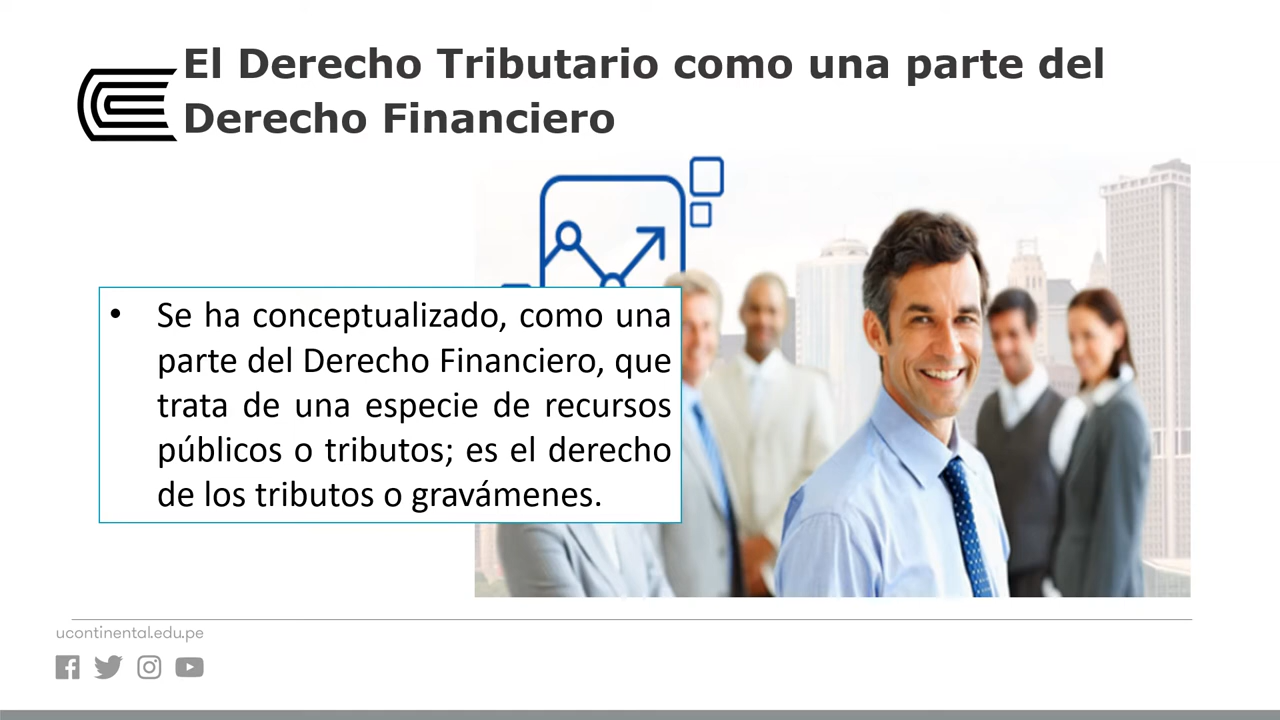 El Derecho Tributario como una parte del
Derecho Financiero
• Se ha conceptualizado, como una
parte del Derecho Financiero, que
trata de una especie de recursos
públicos o tributos; es el derecho
de los tributos o gravámenes.
ucontinental.edu.pe